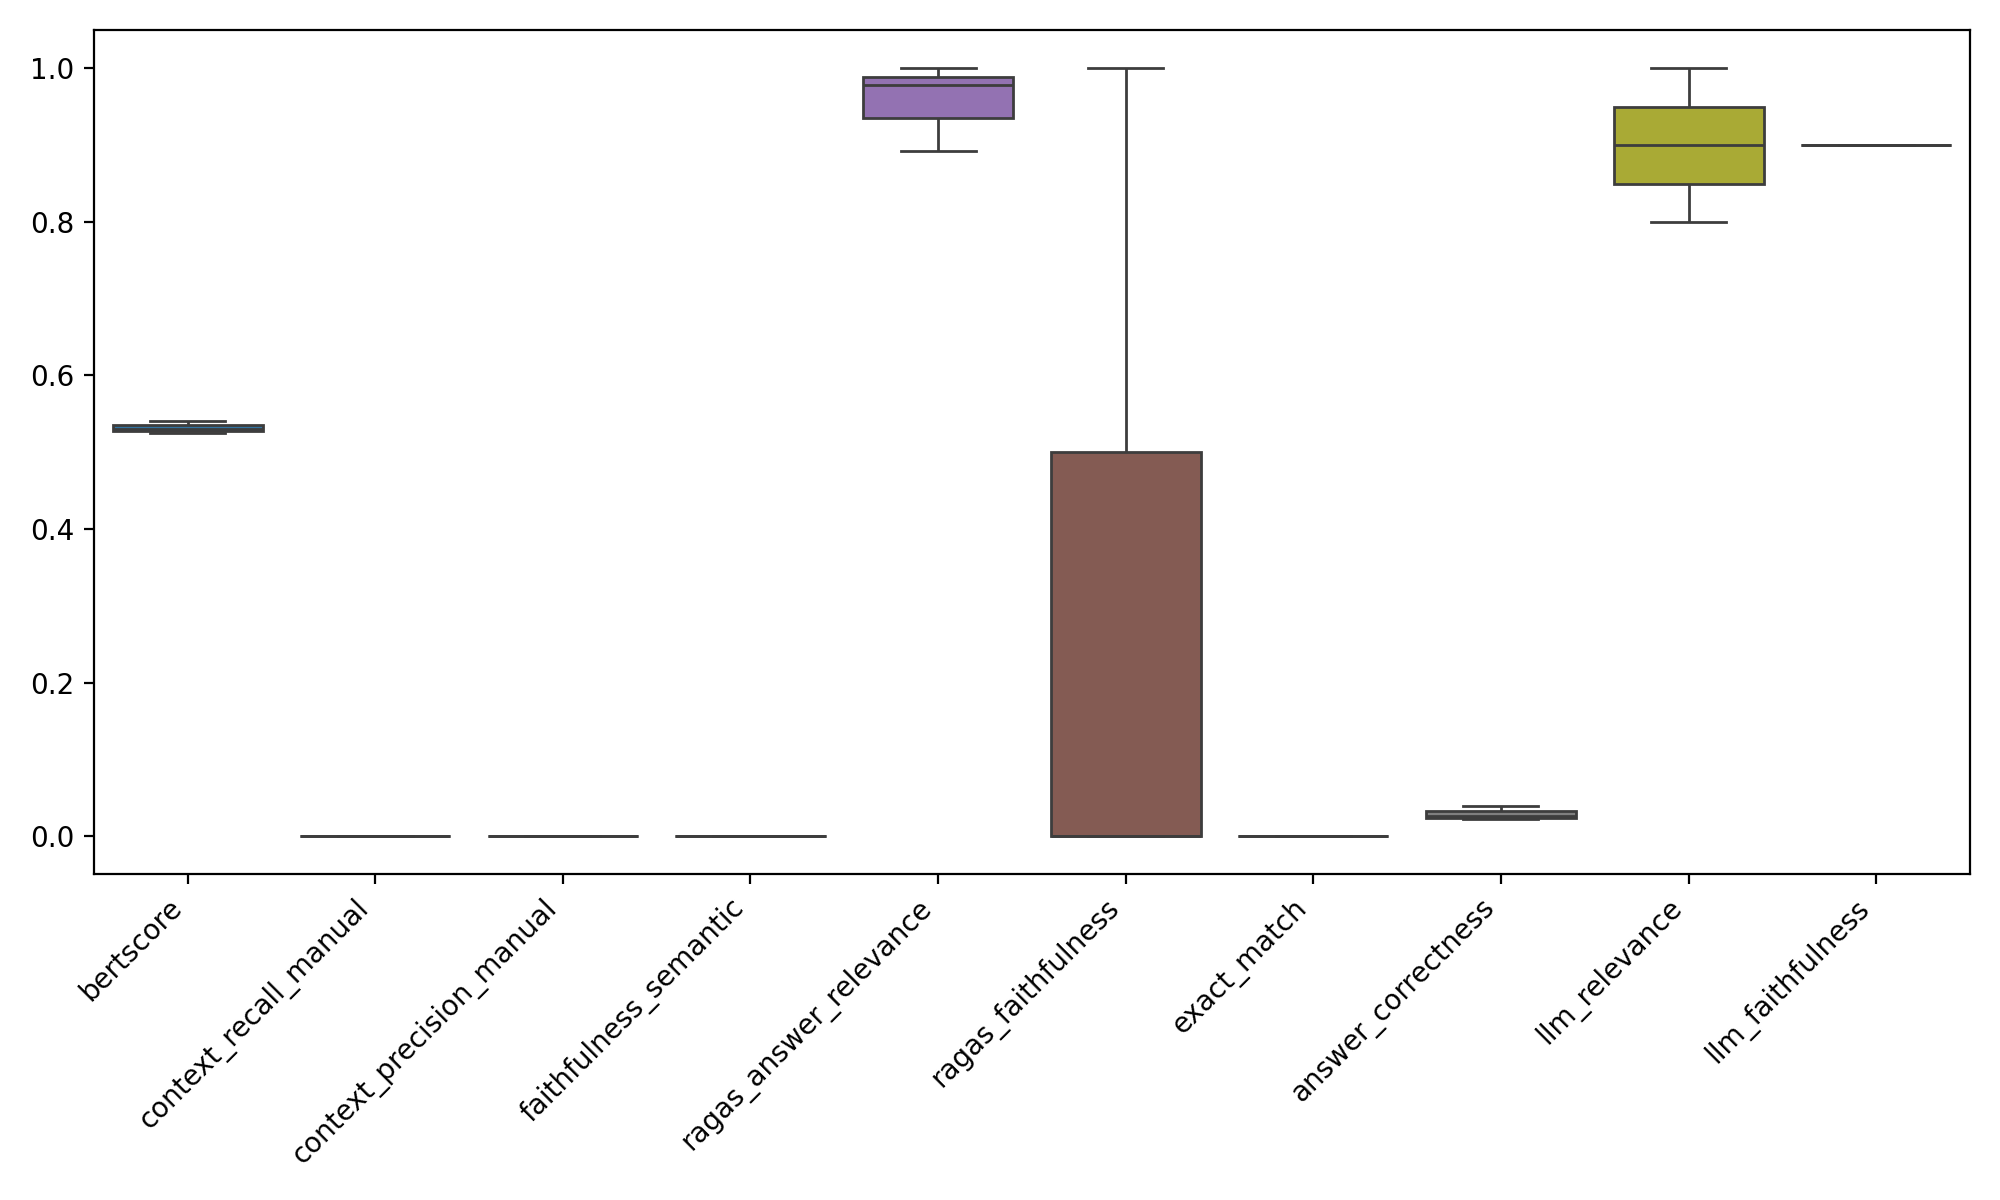 1.0
0.8
0.6
0.4
0.2
0.0
bertscore
context_recall_manual
context_precision_manual
faithfulness_semantic
ragas_answer_relevance
ragas_faithfulness
exact_match
answer_correctness
llm_relevance
llm_faithfulness